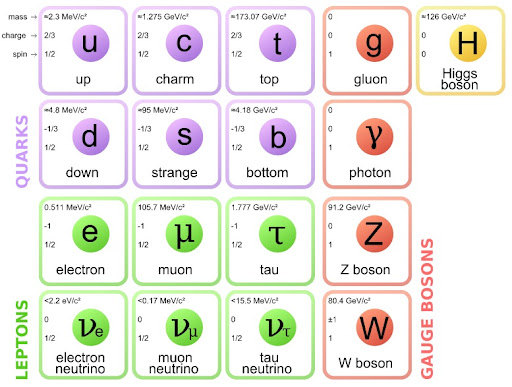 mass → ≈2.3 MeV/c² ≈1.275 GeV/c² ≈173.07 GeV/c² 0 ≈126 GeV/c²
charge → 2/3 2/3 2/3 0 0
u c t g H
spin → 1/2 1/2 1/2 1 0
up charm top gluon Higgs
boson
QUARKS
≈4.8 MeV/c² ≈95 MeV/c² ≈4.18 GeV/c² 0
-1/3 -1/3 -1/3 0
d s b γ
1/2 1/2 1/2 1
down strange bottom photon
0.511 MeV/c² 105.7 MeV/c² 1.777 GeV/c² 91.2 GeV/c²
-1 -1 -1 0
e μ τ Z
1/2 1/2 1/2 1
electron muon tau Z boson
LEPTONS
GAUGE BOSONS
<2.2 eV/c² <0.17 MeV/c² <15.5 MeV/c² 80.4 GeV/c²
0 0 0 ±1
νe νμ ντ W
1/2 1/2 1/2 1
electron muon tau W boson
neutrino neutrino neutrino